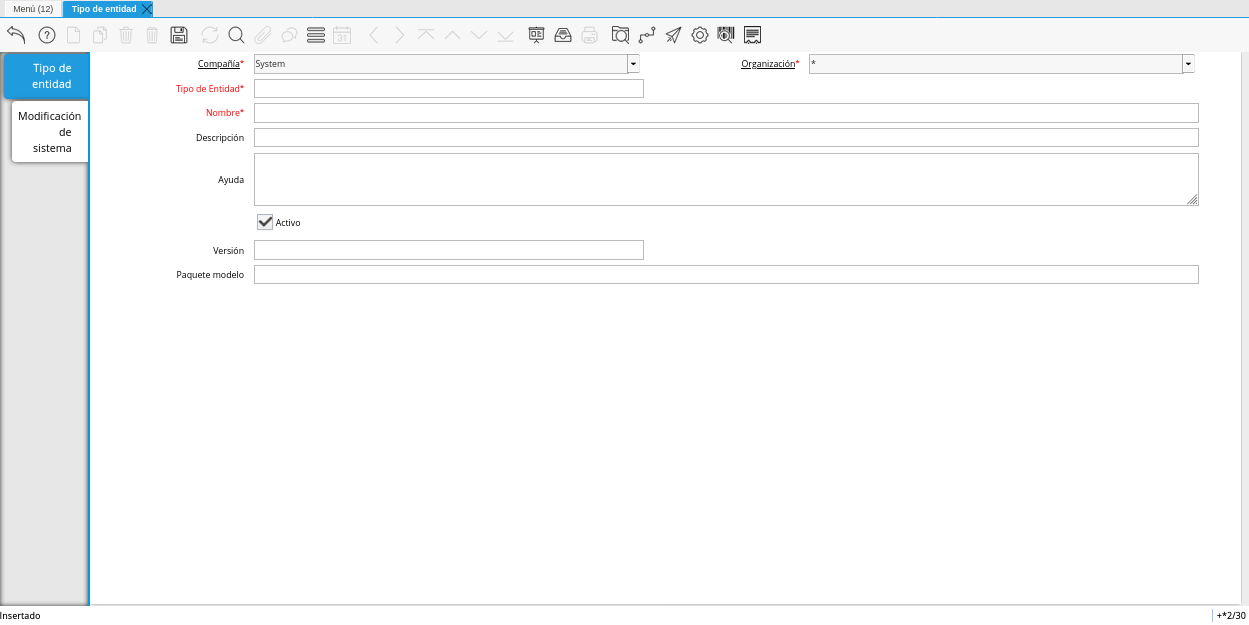 Menú (12)
Tipo de entidad
31
Tipo de
entidad
Modificación
de
sistema
Compañía* System
Organización* *
Tipo de Entidad*
Nombre*
Descripción
Ayuda
Activo
Versión
Paquete modelo
Insertado
+*2/30